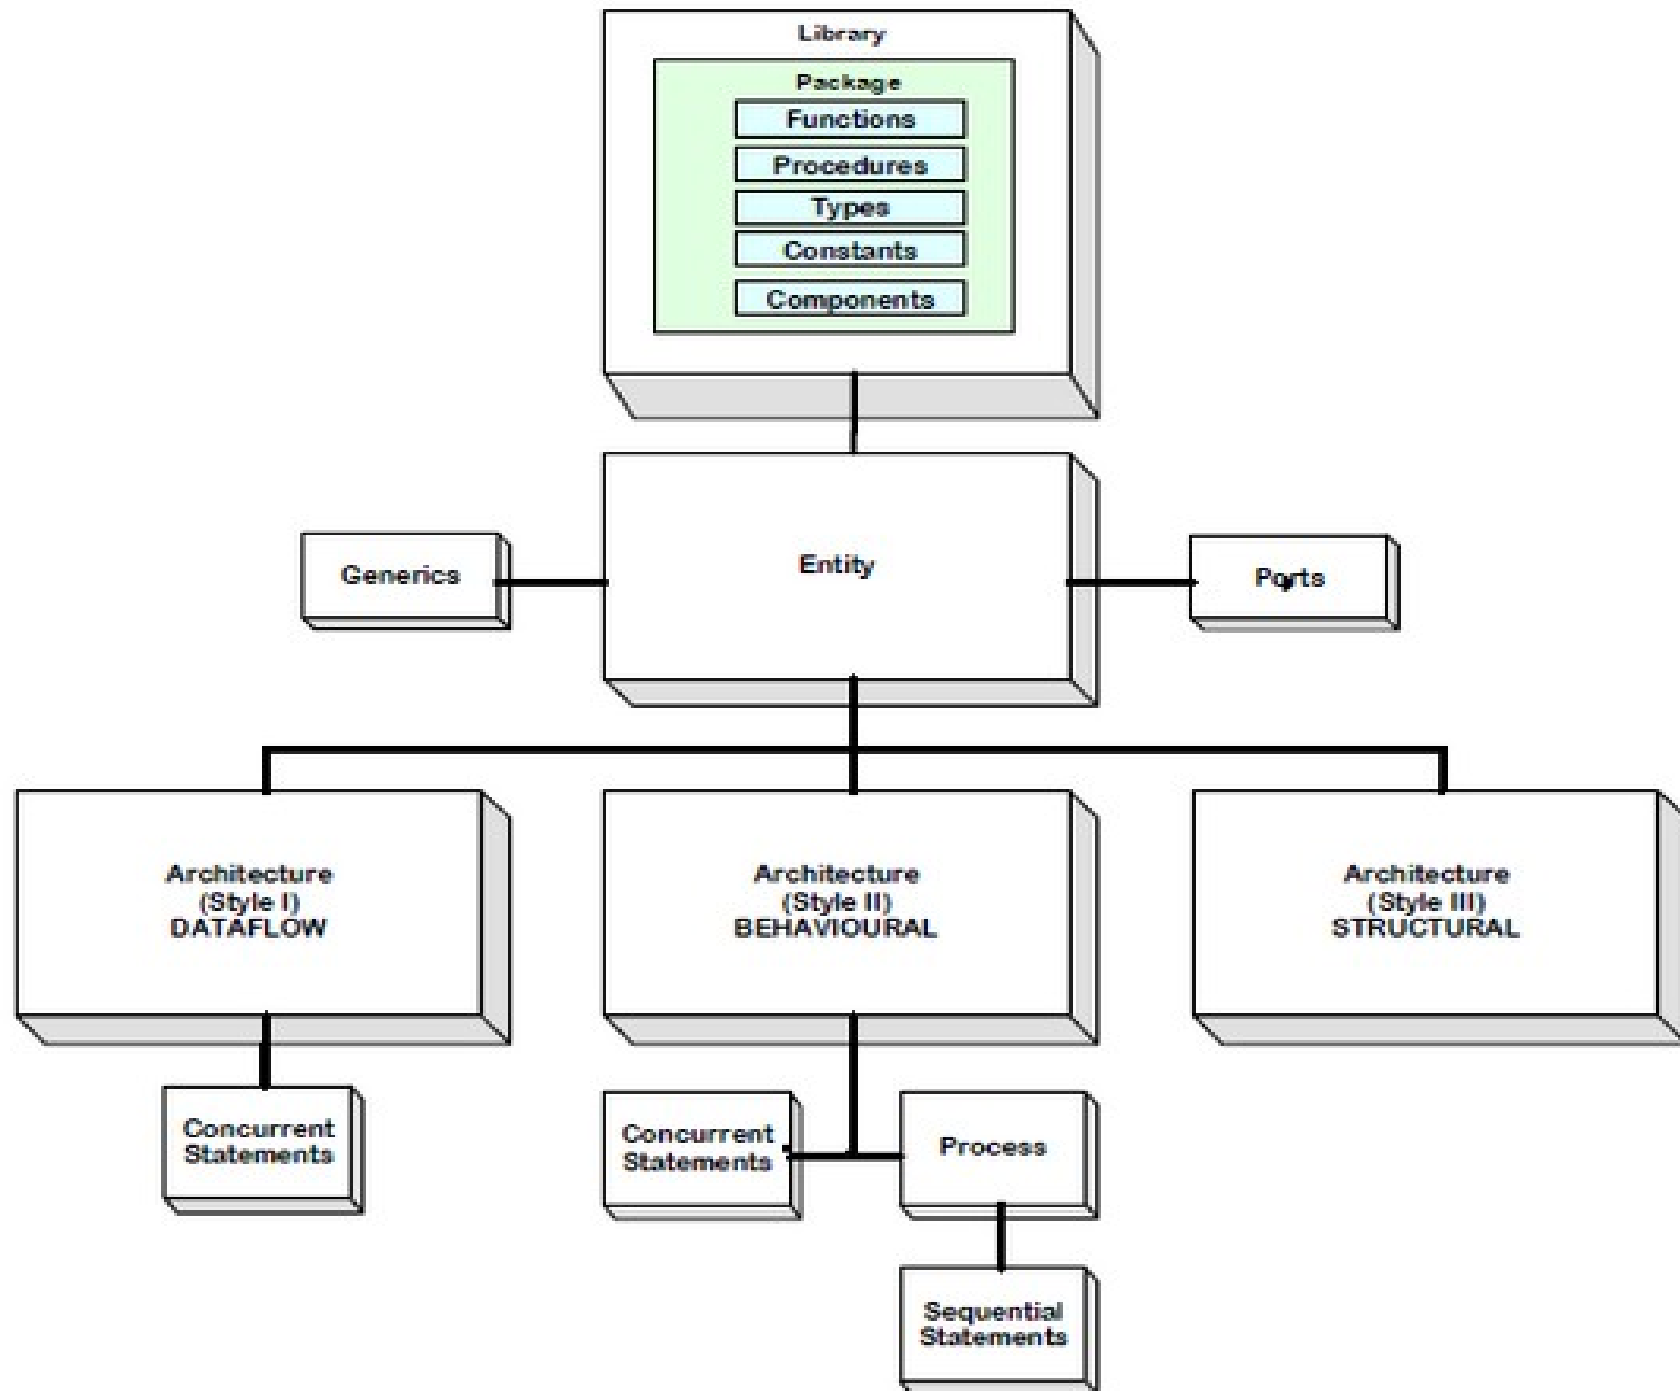 Library
Package
Functions
Procedures
Types
Constants
Components
Generics
Entity
Ports
Architecture
(Style I)
DATAFLOW
Architecture
(Style II)
BEHAVIOURAL
Architecture
(Style III)
STRUCTURAL
Concurrent
Statements
Concurrent
Statements
Process
Sequential
Statements